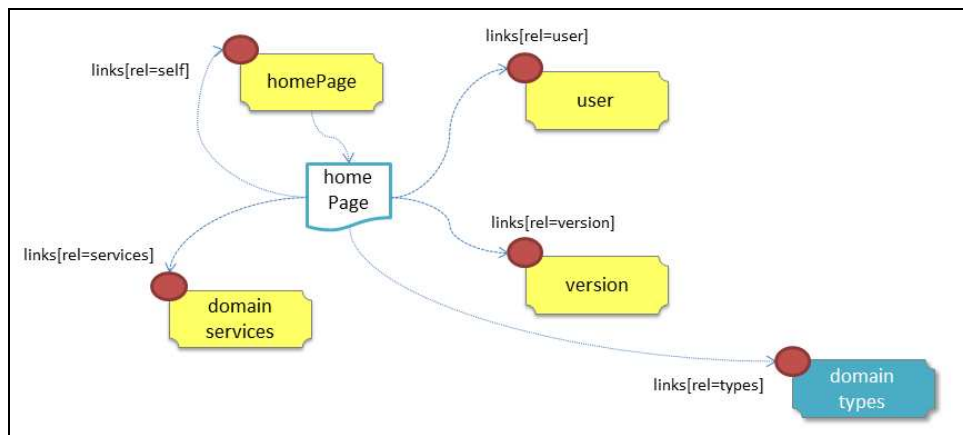 links[rel=user]
links[rel=self]
homePage
user
home
Page
links[rel=version]
links[rel=services]
version
domain
services
links[rel=types]
domain
types